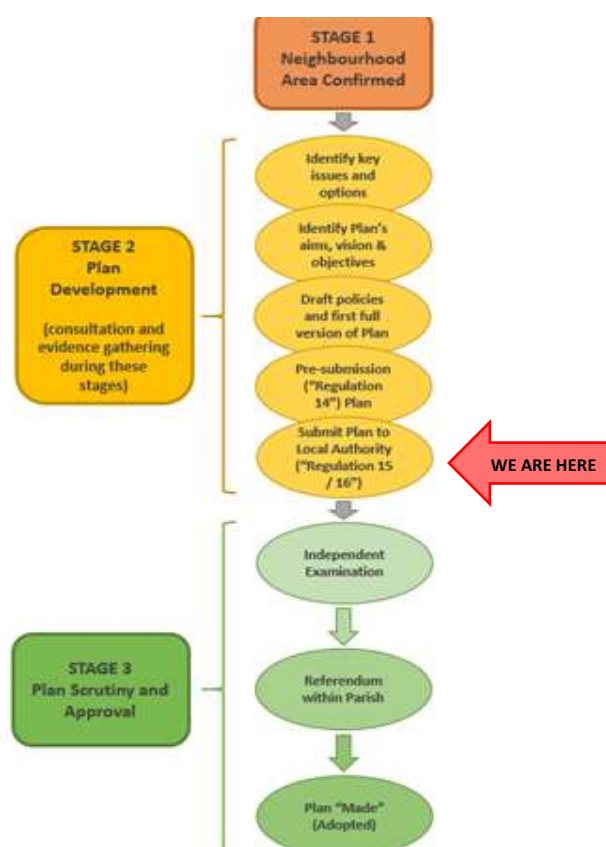 STAGE 1
Neighbourhood
Area Confirmed
Identify key
issues and
options
STAGE 2
Plan
Development
(consultation and
evidence gathering
during these
stages)
Identify Plan's
aims, vision &
objectives
Draft policies
and first full
version of Plan
Pre-submission
("Regulation
14") Plan
Submit Plan to
Local Authority
("Regulation 15
/ 16")
WE ARE HERE
Independent
Examination
STAGE 3
Plan Scrutiny and
Approval
Referendum
within Parish
Plan "Made"
(Adopted)